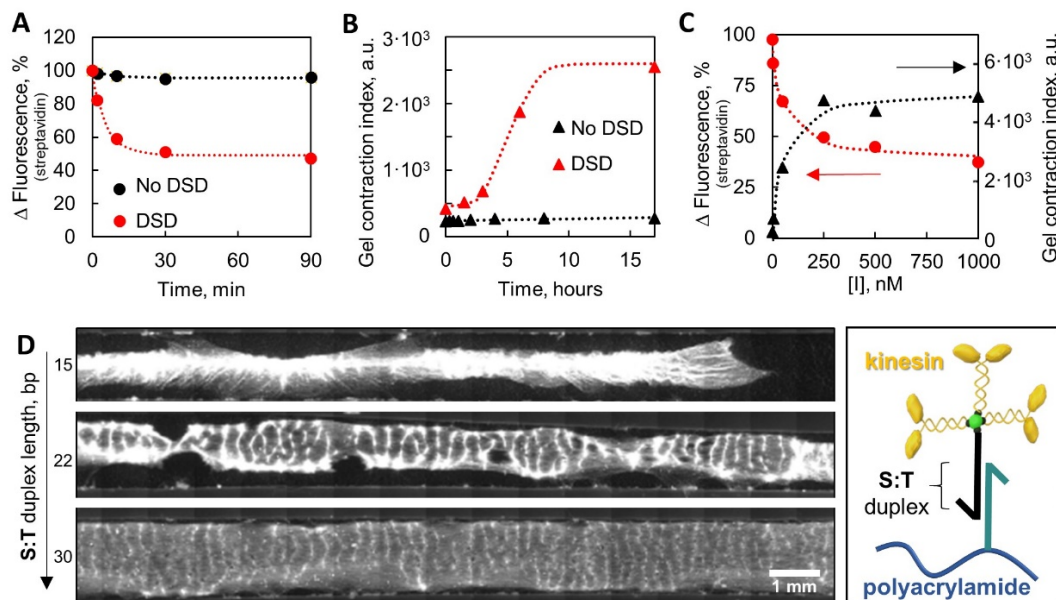 A
Δ Fluorescence, %
(streptavidin)
120
100
80
60
40
20
0
No DSD
DSD
0 30 60 90
Time, min
B
Gel contraction index, a.u.
3·10³
2·10³
1·10³
0
No DSD
DSD
0 5 10 15
Time, hours
C
Δ Fluorescence, %
(streptavidin)
100
75
50
25
0
6·10³
4·10³
2·10³
0
Gel contraction index, a.u.
0 250 500 750 1000
[I], nM
D
S:T duplex length, bp
15
22
30
1 mm
kinesin
S:T
duplex
polyacrylamide